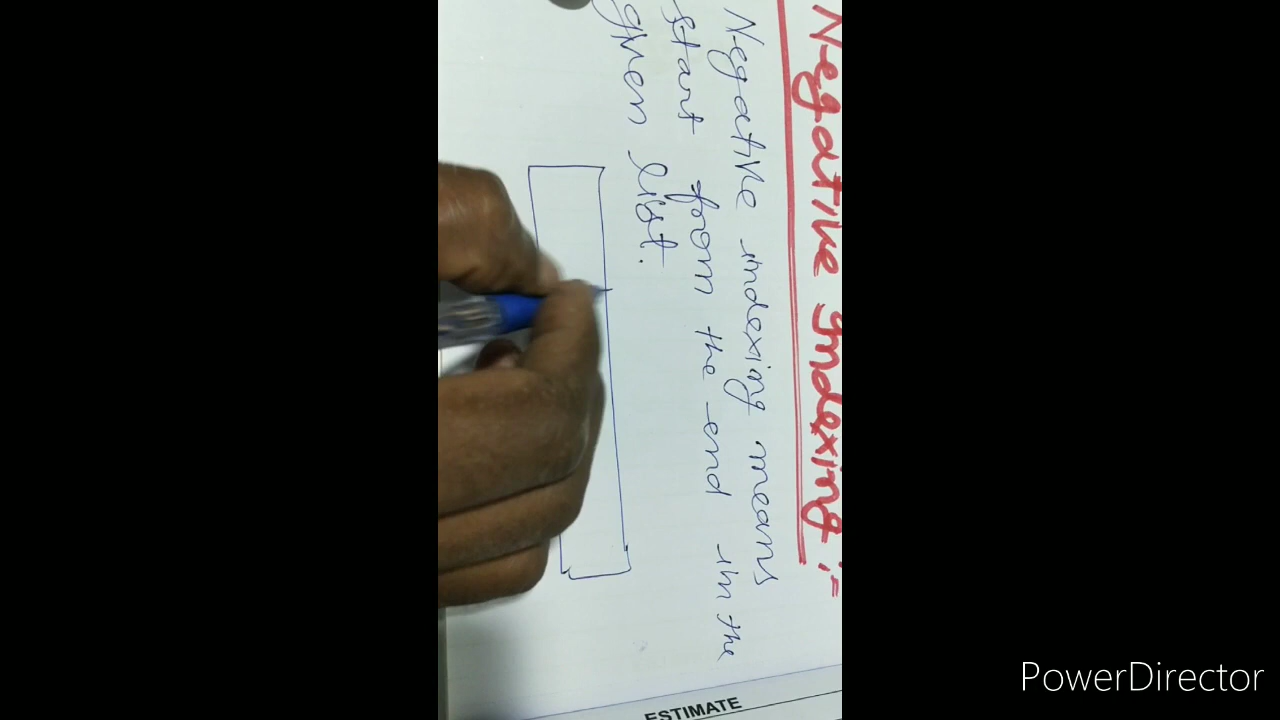 Negative Indexing :-
Negative indexing means
start from the end in the
given list.
ESTIMATE
PowerDirector